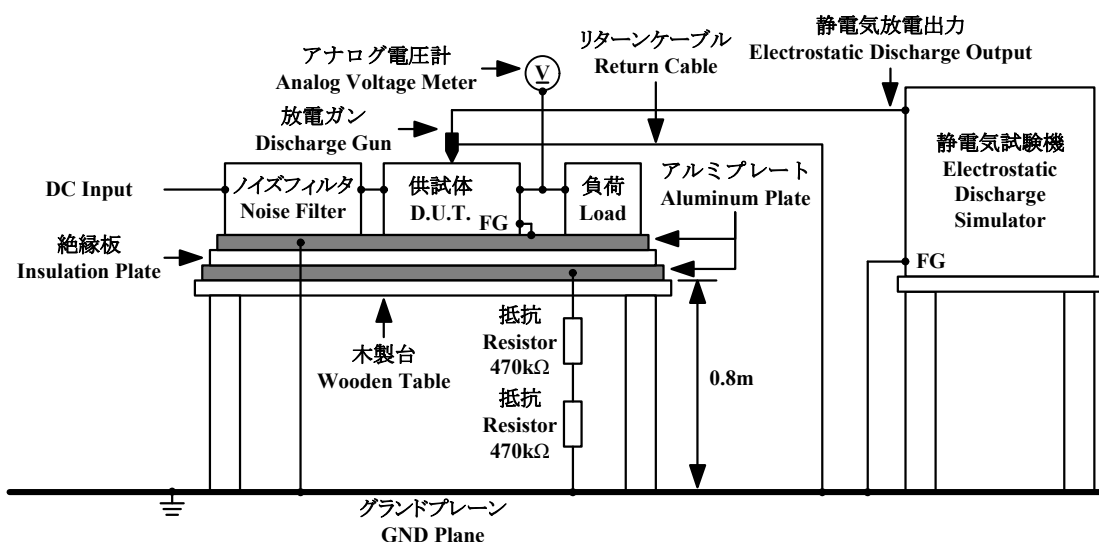 静電気放電出力
Electrostatic Discharge Output
リターンケーブル
Return Cable
アナログ電圧計
Analog Voltage Meter
V
放電ガン
Discharge Gun
DC Input
ノイズフィルタ
Noise Filter
供試体
D.U.T.
FG
負荷
Load
アルミプレート
Aluminum Plate
静電気試験機
Electrostatic
Discharge
Simulator
FG
絶縁板
Insulation Plate
木製台
Wooden Table
抵抗
Resistor
470kΩ
抵抗
Resistor
470kΩ
0.8m
グランドプレーン
GND Plane